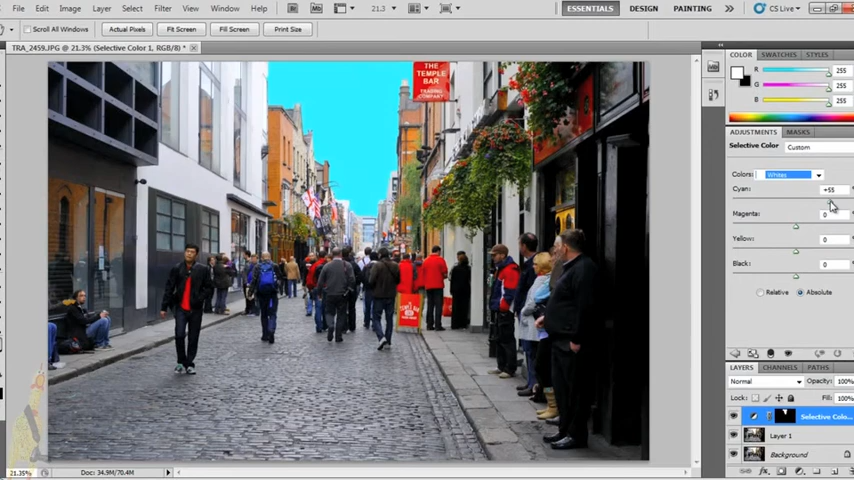 File Edit Image Layer Select Filter View Window Help
21.3
ESSENTIALS DESIGN PAINTING CS Live
Scroll All Windows Actual Pixels Fit Screen Fill Screen Print Size
TRA_2459.JPG @ 21.3% (Selective Color 1, RGB/8) *
THE
TEMPLE
BAR
TRADING
COMPANY
TEMPLE
BAR
COLOR SWATCHES STYLES
R 255
G 255
B 255
ADJUSTMENTS MASKS
Selective Color Custom
Colors: Whites
Cyan: +55
Magenta: 0
Yellow: 0
Black: 0
Relative Absolute
LAYERS CHANNELS PATHS
Normal Opacity: 100%
Lock: Fill: 100%
Selective Colo...
Layer 1
Background
21.35% Doc: 34.9M/70.4M